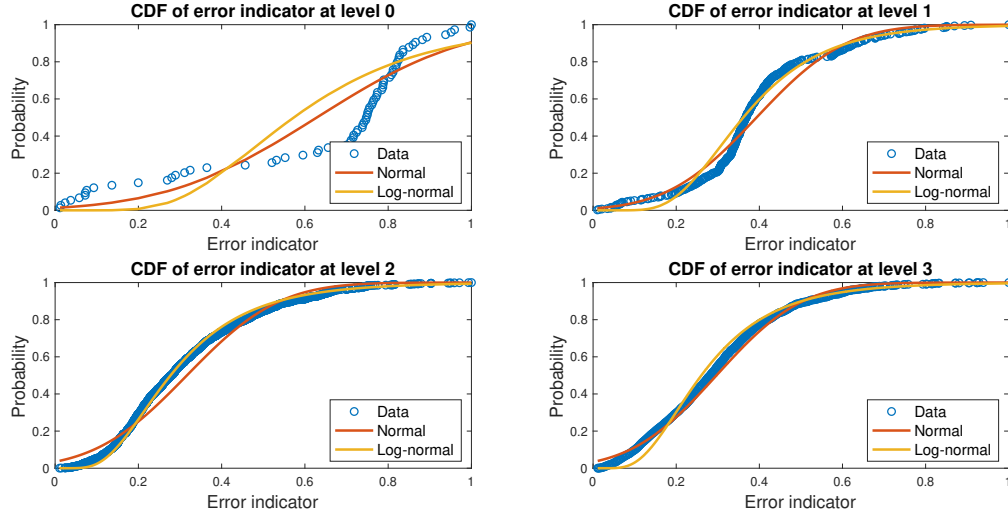 CDF of error indicator at level 0
1
0.8
0.6
0.4
0.2
0
Probability
0 0.2 0.4 0.6 0.8 1
Error indicator
Data
Normal
Log-normal
CDF of error indicator at level 1
1
0.8
0.6
0.4
0.2
0
Probability
0 0.2 0.4 0.6 0.8 1
Error indicator
Data
Normal
Log-normal
CDF of error indicator at level 2
1
0.8
0.6
0.4
0.2
0
Probability
0 0.2 0.4 0.6 0.8 1
Error indicator
Data
Normal
Log-normal
CDF of error indicator at level 3
1
0.8
0.6
0.4
0.2
0
Probability
0 0.2 0.4 0.6 0.8 1
Error indicator
Data
Normal
Log-normal